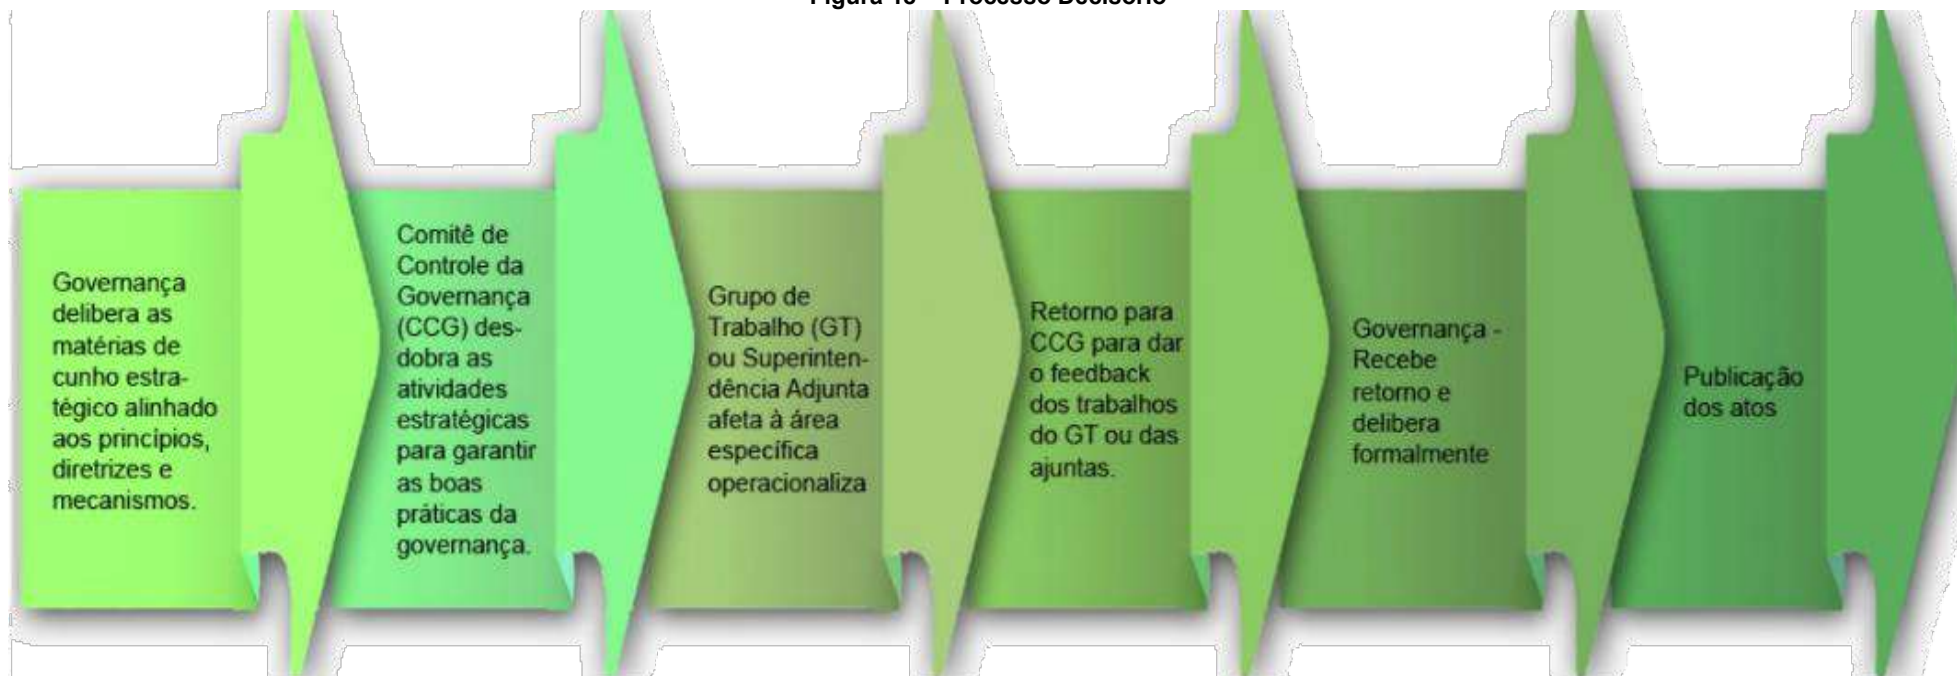 Governança
delibera as
matérias de
cunho estra-
tégico alinhado
aos princípios,
diretrizes e
mecanismos.
Comitê de
Controle da
Governança
(CCG) des-
dobra as
atividades
estratégicas
para garantir
as boas
práticas da
governança.
Grupo de
Trabalho (GT)
ou Superinten-
dência Adjunta
afeta à área
específica
operacionaliza
Retorno para
CCG para dar
o feedback
dos trabalhos
do GT ou das
ajuntas.
Governança -
Recebe
retorno e
delibera
formalmente
Publicação
dos atos